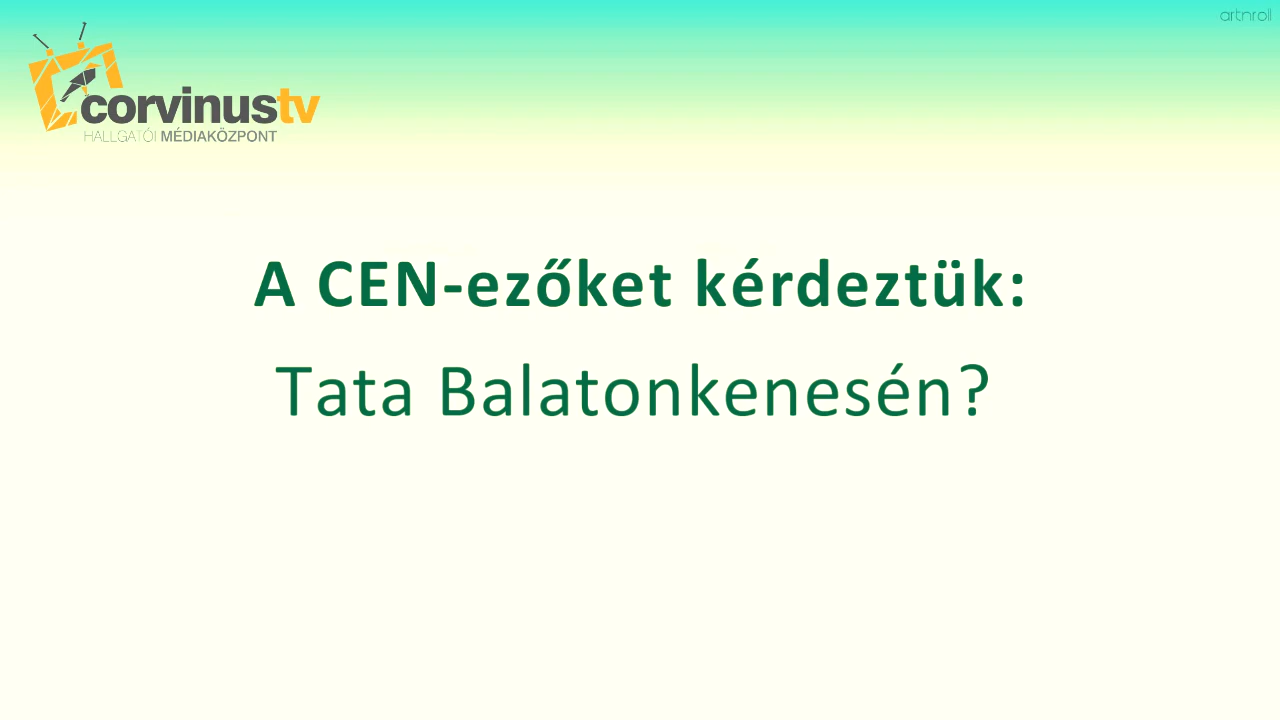 artnroll
corvinustv
HALLGATÓI MÉDIAKÖZPONT
A CEN-ezőket kérdeztük:
Tata Balatonkenesén?